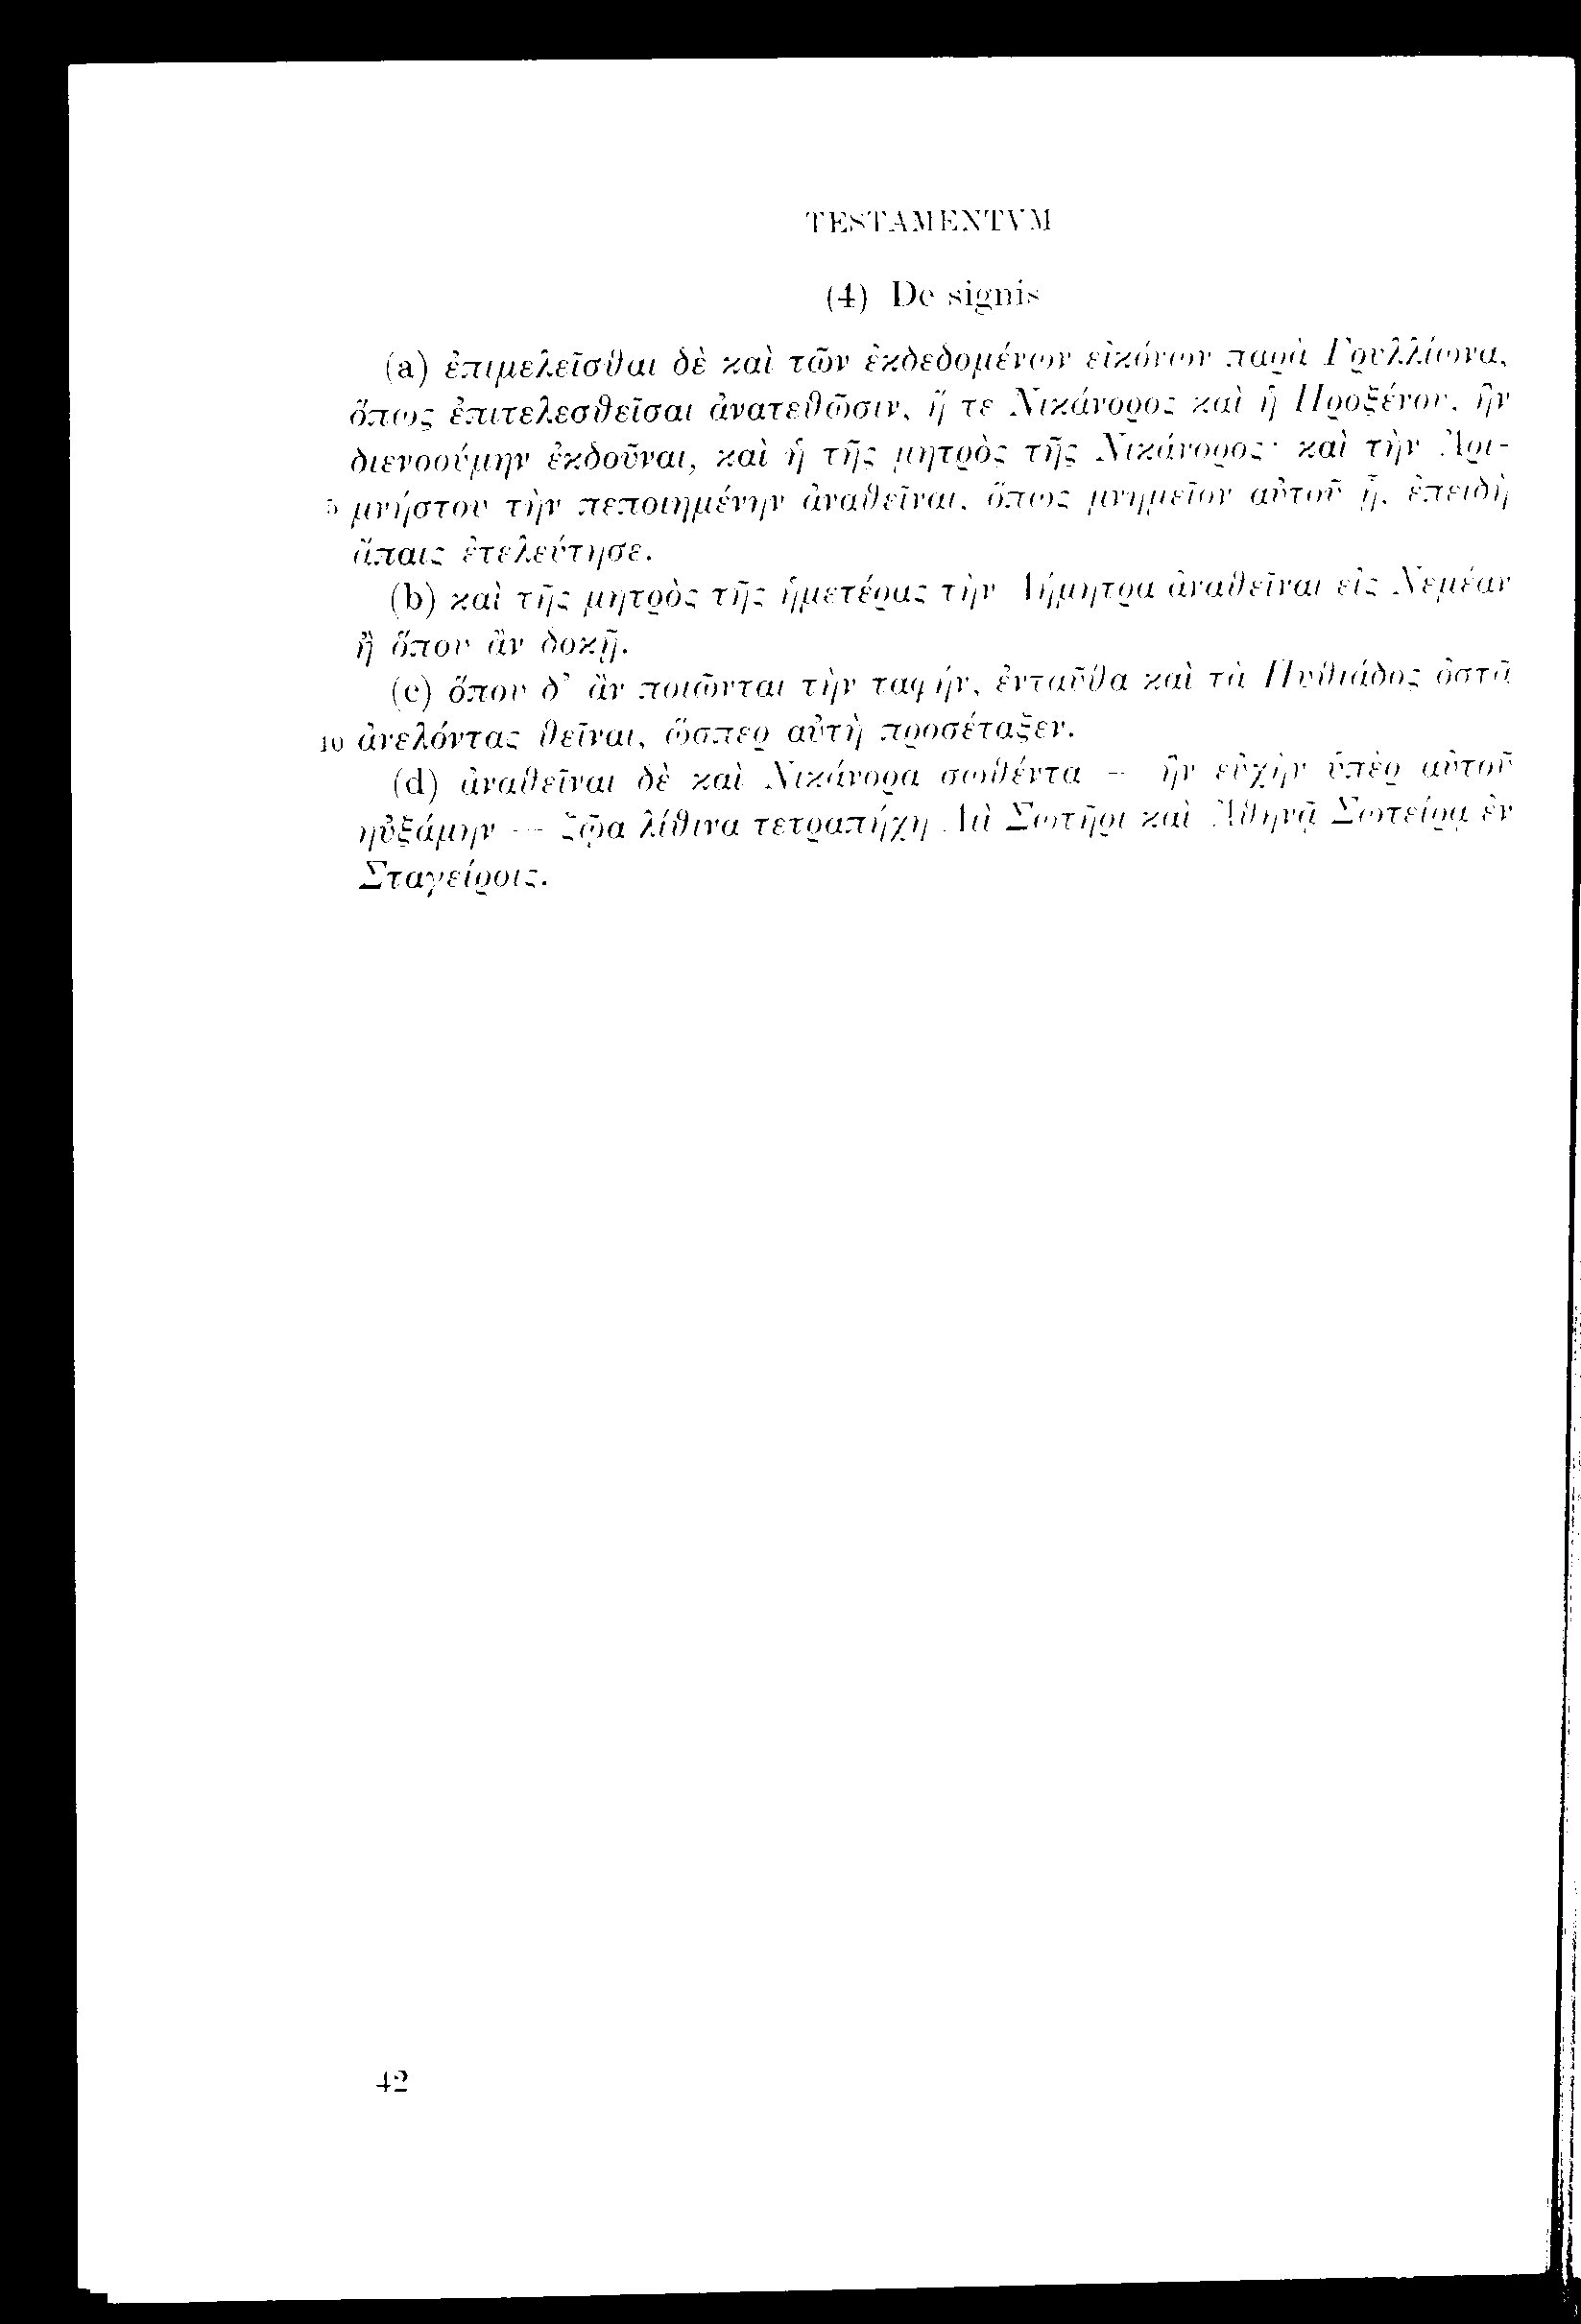 TESTAMENTVM
(4) De signis
(a) ἐπιμελεῖσθαι δὲ καὶ τῶν ἐκδεδομένων εἰκόνων παρὰ Γρυλλίωνα,
ὅπως ἐπιτελεσθεῖσαι ἀνατεθῶσιν, ἥ τε Νικάνορος καὶ ἡ Προξένου, ἣν
διενοούμην ἐκδοῦναι, καὶ ἡ τῆς μητρὸς τῆς Νικάνορος· καὶ τὴν Ἀρι-
5 μνήστου τὴν πεποιημένην ἀναθεῖναι, ὅπως μνημεῖον αὐτοῦ ᾖ, ἐπειδὴ
ἄπαις ἐτελεύτησε.
(b) καὶ τῆς μητρὸς τῆς ἡμετέρας τὴν Δήμητρα ἀναθεῖναι εἰς Νεμέαν
ἢ ὅπου ἂν δοκῇ.
(c) ὅπου δ’ ἂν ποιῶνται τὴν ταφήν, ἐνταῦθα καὶ τὰ Πυθιάδος ὀστᾶ
10 ἀνελόντας θεῖναι, ὥσπερ αὐτὴ προσέταξεν.
(d) ἀναθεῖναι δὲ καὶ Νικάνορα σωθέντα – ἣν εὐχὴν ὑπὲρ αὐτοῦ
ηὐξάμην – ζῷα λίθινα τετραπήχη Διὶ Σωτῆρι καὶ Ἀθηνᾷ Σωτείρᾳ ἐν
Σταγείροις.
42